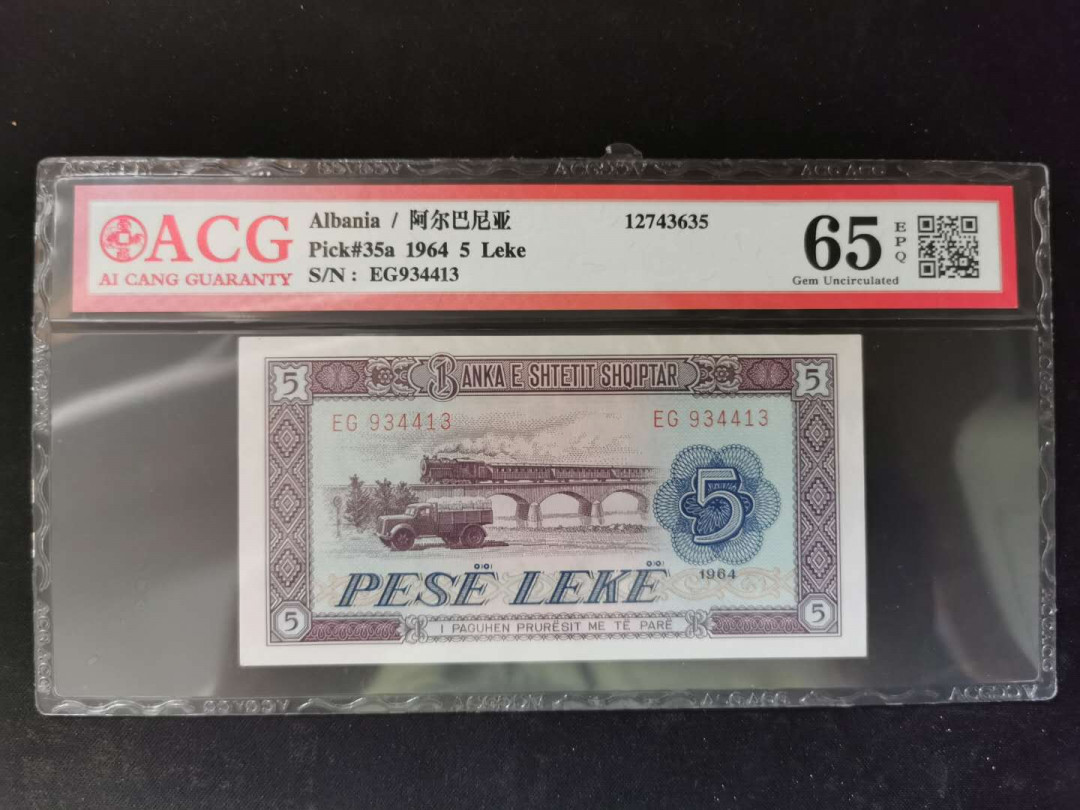 ACG
AI CANG GUARANTY
Albania / 阿尔巴尼亚
Pick#35a 1964 5 Leke
S/N : EG934413
12743635
65
EPQ
Gem Uncirculated
5 BANKA E SHTETIT SHQIPTAR 5
EG 934413 EG 934413
5
1964
PESË LEKË
5 I PAGUHEN PRURËSIT ME TË PARË 5